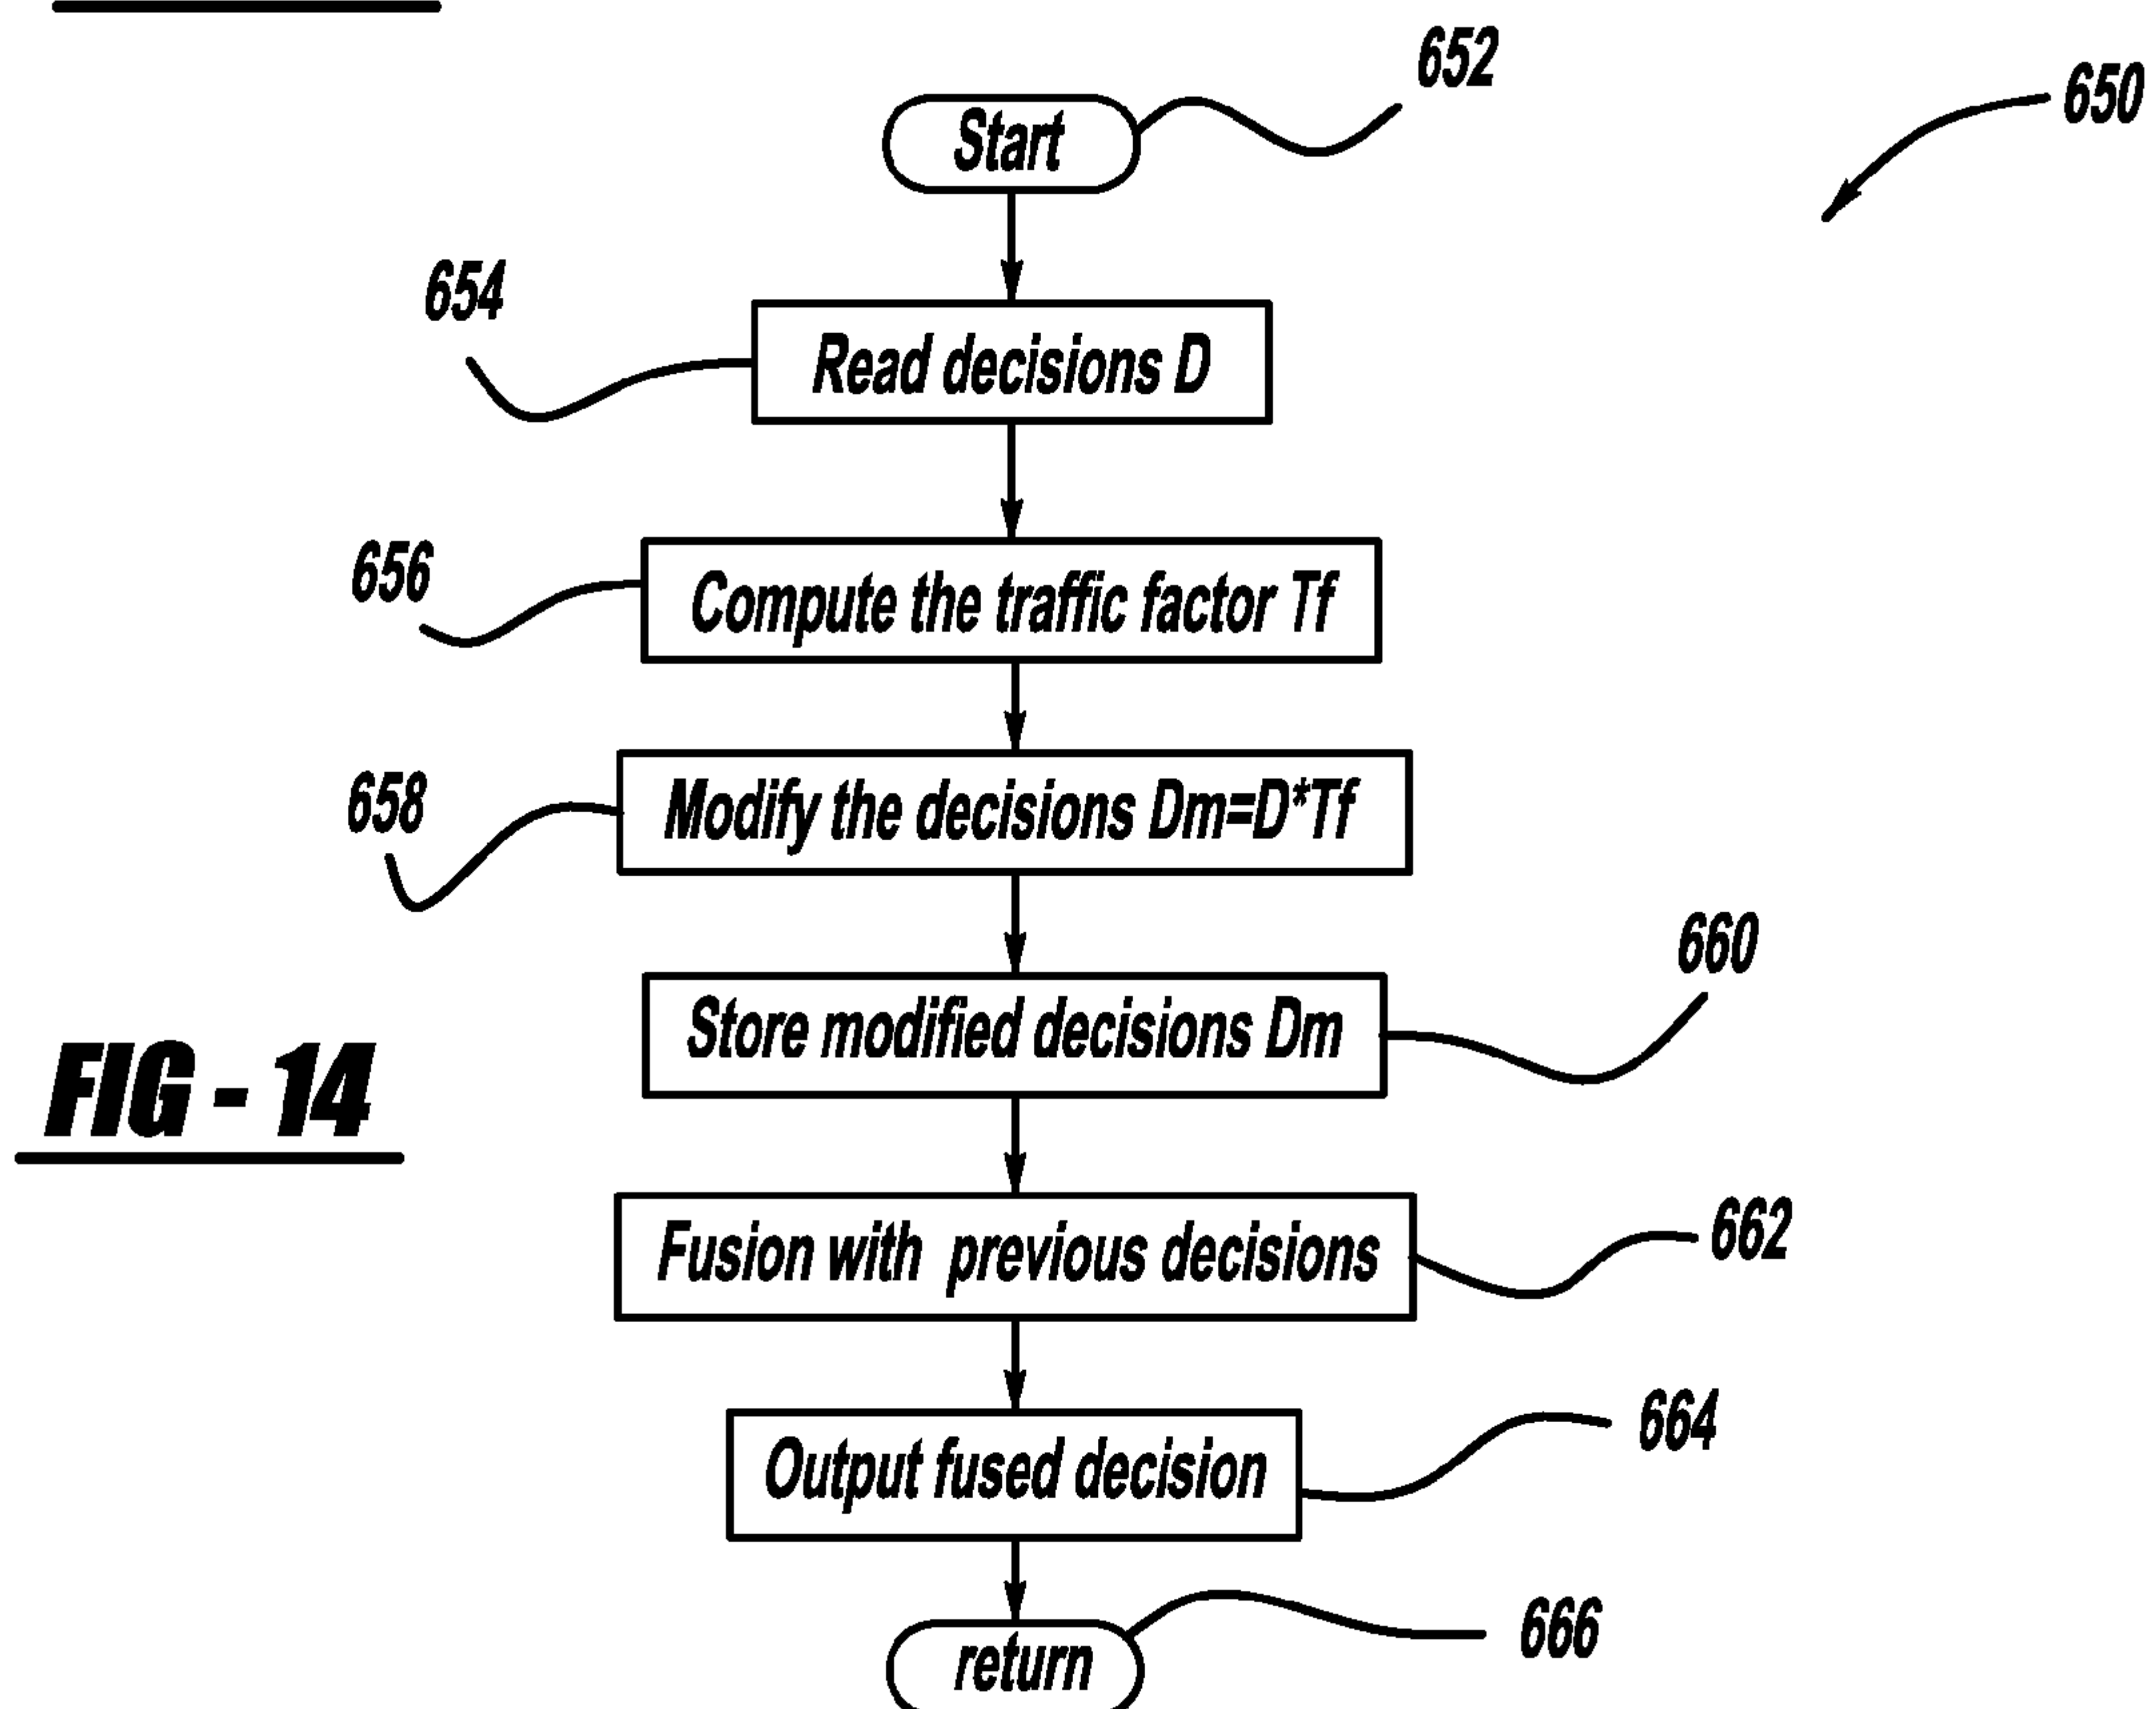 652
650
Start
654
Read decisions D
656
Compute the traffic factor Tf
658
Modify the decisions Dm=D*Tf
660
Store modified decisions Dm
FIG - 14
662
Fusion with previous decisions
664
Output fused decision
666
return